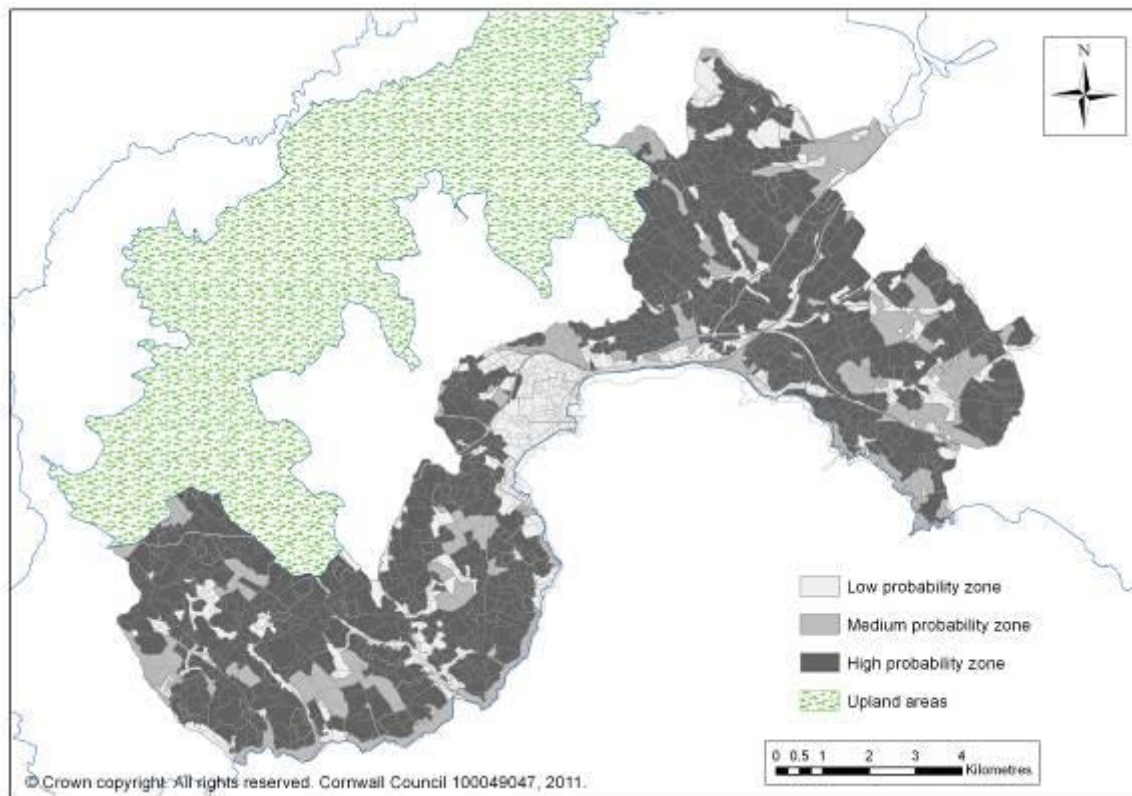 N
Low probability zone
Medium probability zone
High probability zone
Upland areas
0 0.5 1 2 3 4
Kilometres
© Crown copyright. All rights reserved. Cornwall Council 100049047, 2011.